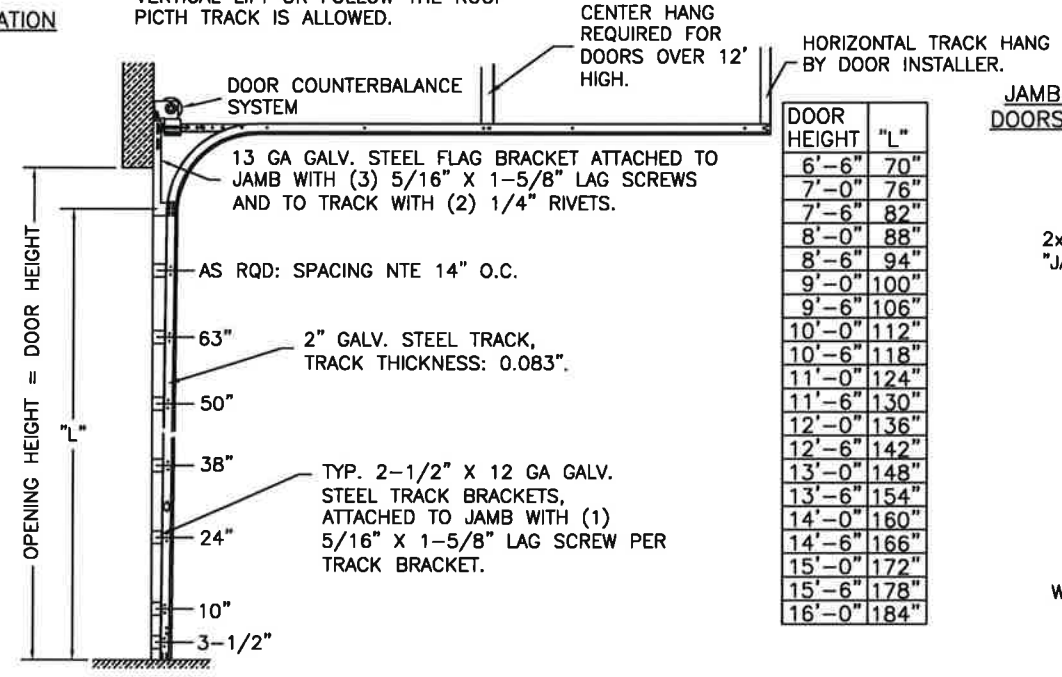 ATION
VERTICAL LIFT OR FOLLOW THE ROOF
PICTH TRACK IS ALLOWED.
CENTER HANG
REQUIRED FOR
DOORS OVER 12'
HIGH.
HORIZONTAL TRACK HANG
BY DOOR INSTALLER.
JAMB
DOORS
DOOR COUNTERBALANCE
SYSTEM
13 GA GALV. STEEL FLAG BRACKET ATTACHED TO
JAMB WITH (3) 5/16" X 1-5/8" LAG SCREWS
AND TO TRACK WITH (2) 1/4" RIVETS.
AS RQD: SPACING NTE 14" O.C.
63"
2" GALV. STEEL TRACK,
TRACK THICKNESS: 0.083".
50"
38"
TYP. 2-1/2" X 12 GA GALV.
STEEL TRACK BRACKETS,
ATTACHED TO JAMB WITH (1)
5/16" X 1-5/8" LAG SCREW PER
TRACK BRACKET.
24"
10"
3-1/2"
OPENING HEIGHT = DOOR HEIGHT
"L"
DOOR HEIGHT "L"
6'-6" 70"
7'-0" 76"
7'-6" 82"
8'-0" 88"
8'-6" 94"
9'-0" 100"
9'-6" 106"
10'-0" 112"
10'-6" 118"
11'-0" 124"
11'-6" 130"
12'-0" 136"
12'-6" 142"
13'-0" 148"
13'-6" 154"
14'-0" 160"
14'-6" 166"
15'-0" 172"
15'-6" 178"
16'-0" 184"
2x
"JA
W